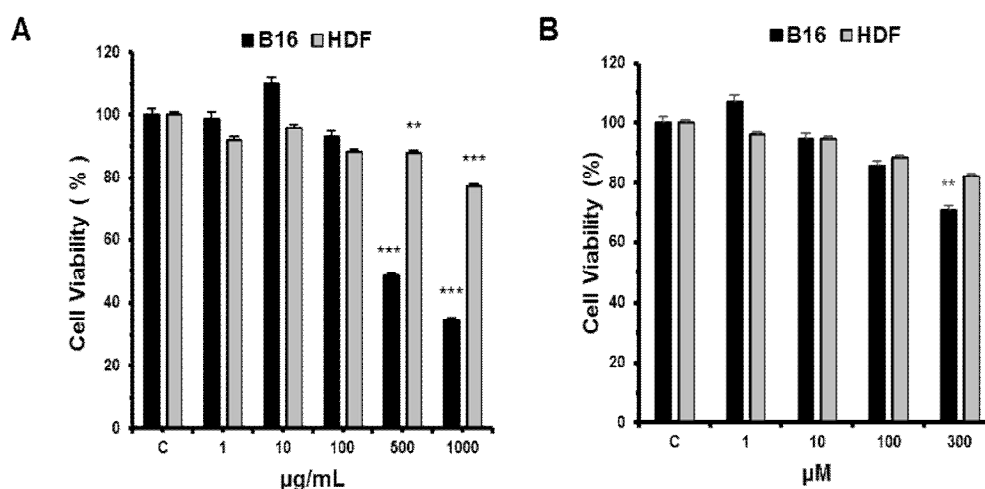 A
B16 HDF
Cell Viability ( % )
120
100
80
60
40
20
0
** 
***
***
***
C 1 10 100 500 1000
µg/mL
B
B16 HDF
Cell Viability (%)
120
100
80
60
40
20
0
**
C 1 10 100 300
µM